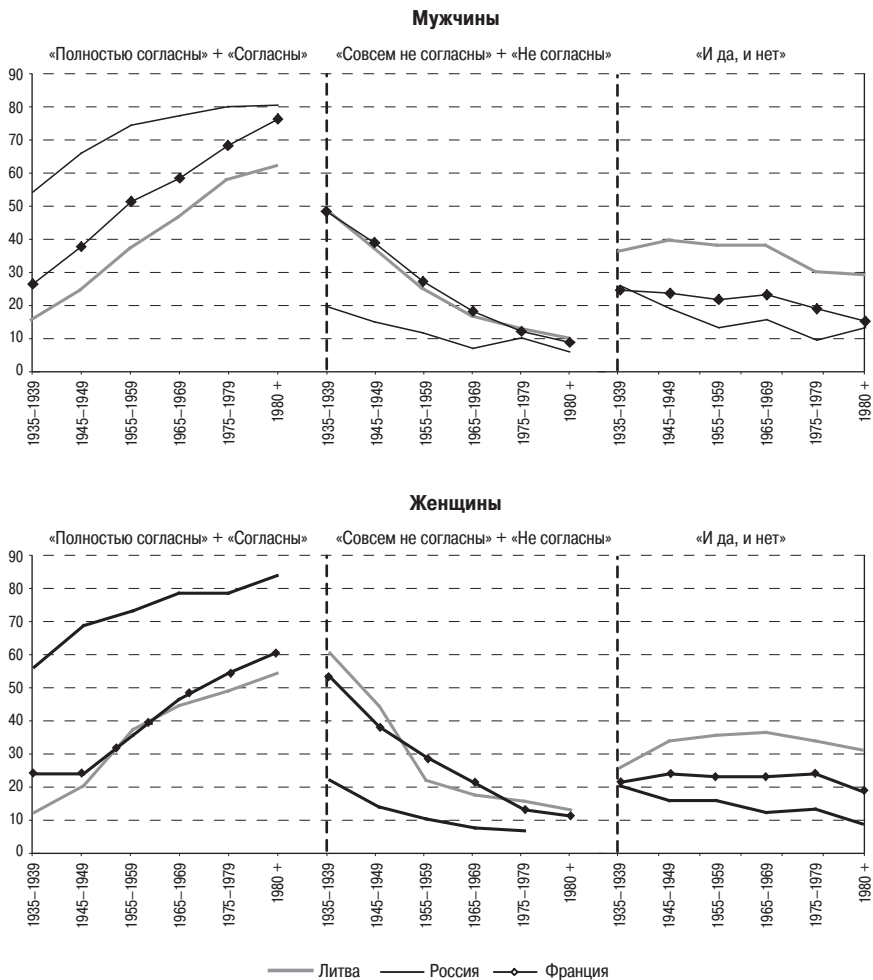 Мужчины
«Полностью согласны» + «Согласны» «Совсем не согласны» + «Не согласны» «И да, и нет»
90
80
70
60
50
40
30
20
10
0
1935–1939 1945–1949 1955–1959 1965–1969 1975–1979 1980 + 1935–1939 1945–1949 1955–1959 1965–1969 1975–1979 1980 + 1935–1939 1945–1949 1955–1959 1965–1969 1975–1979 1980 +
Женщины
«Полностью согласны» + «Согласны» «Совсем не согласны» + «Не согласны» «И да, и нет»
90
80
70
60
50
40
30
20
10
0
1935–1939 1945–1949 1955–1959 1965–1969 1975–1979 1980 + 1935–1939 1945–1949 1955–1959 1965–1969 1975–1979 1980 + 1935–1939 1945–1949 1955–1959 1965–1969 1975–1979 1980 +
Литва Россия Франция